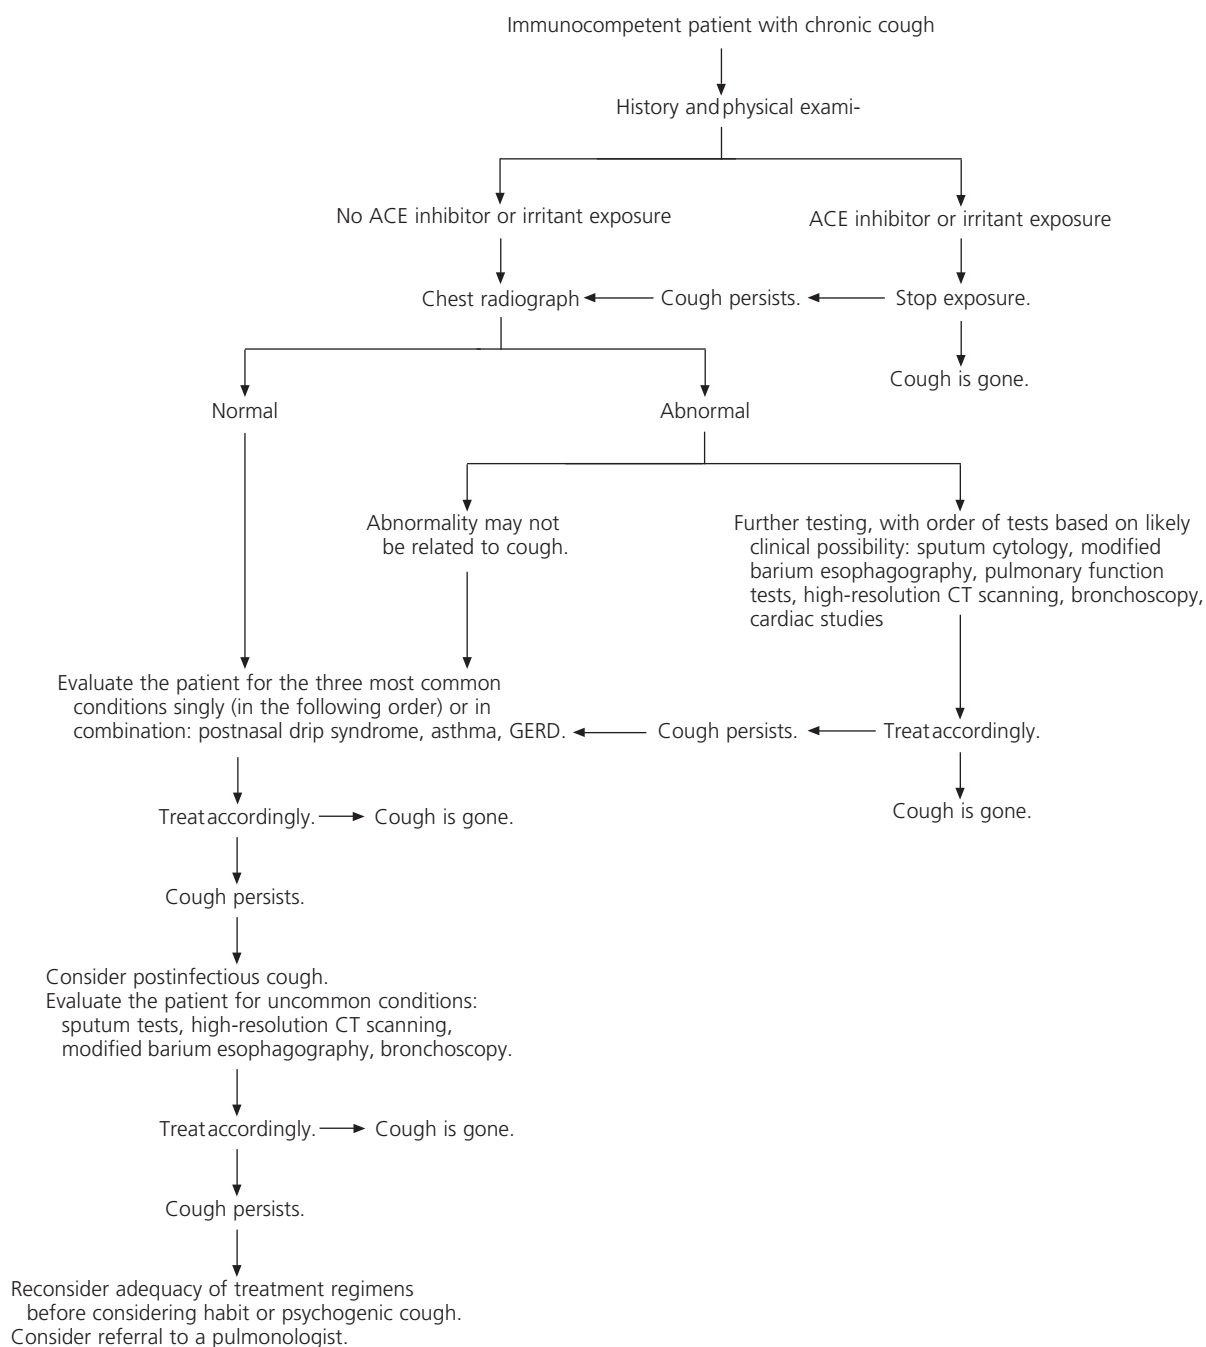 Immunocompetent patient with chronic cough
History and physical exami-
No ACE inhibitor or irritant exposure
ACE inhibitor or irritant exposure
Chest radiograph
Cough persists.
Stop exposure.
Cough is gone.
Normal
Abnormal
Abnormality may not
be related to cough.
Further testing, with order of tests based on likely
clinical possibility: sputum cytology, modified
barium esophagography, pulmonary function
tests, high-resolution CT scanning, bronchoscopy,
cardiac studies
Evaluate the patient for the three most common
conditions singly (in the following order) or in
combination: postnasal drip syndrome, asthma, GERD.
Cough persists.
Treat accordingly.
Cough is gone.
Treat accordingly.
Cough is gone.
Cough persists.
Consider postinfectious cough.
Evaluate the patient for uncommon conditions:
sputum tests, high-resolution CT scanning,
modified barium esophagography, bronchoscopy.
Treat accordingly.
Cough is gone.
Cough persists.
Reconsider adequacy of treatment regimens
before considering habit or psychogenic cough.
Consider referral to a pulmonologist.